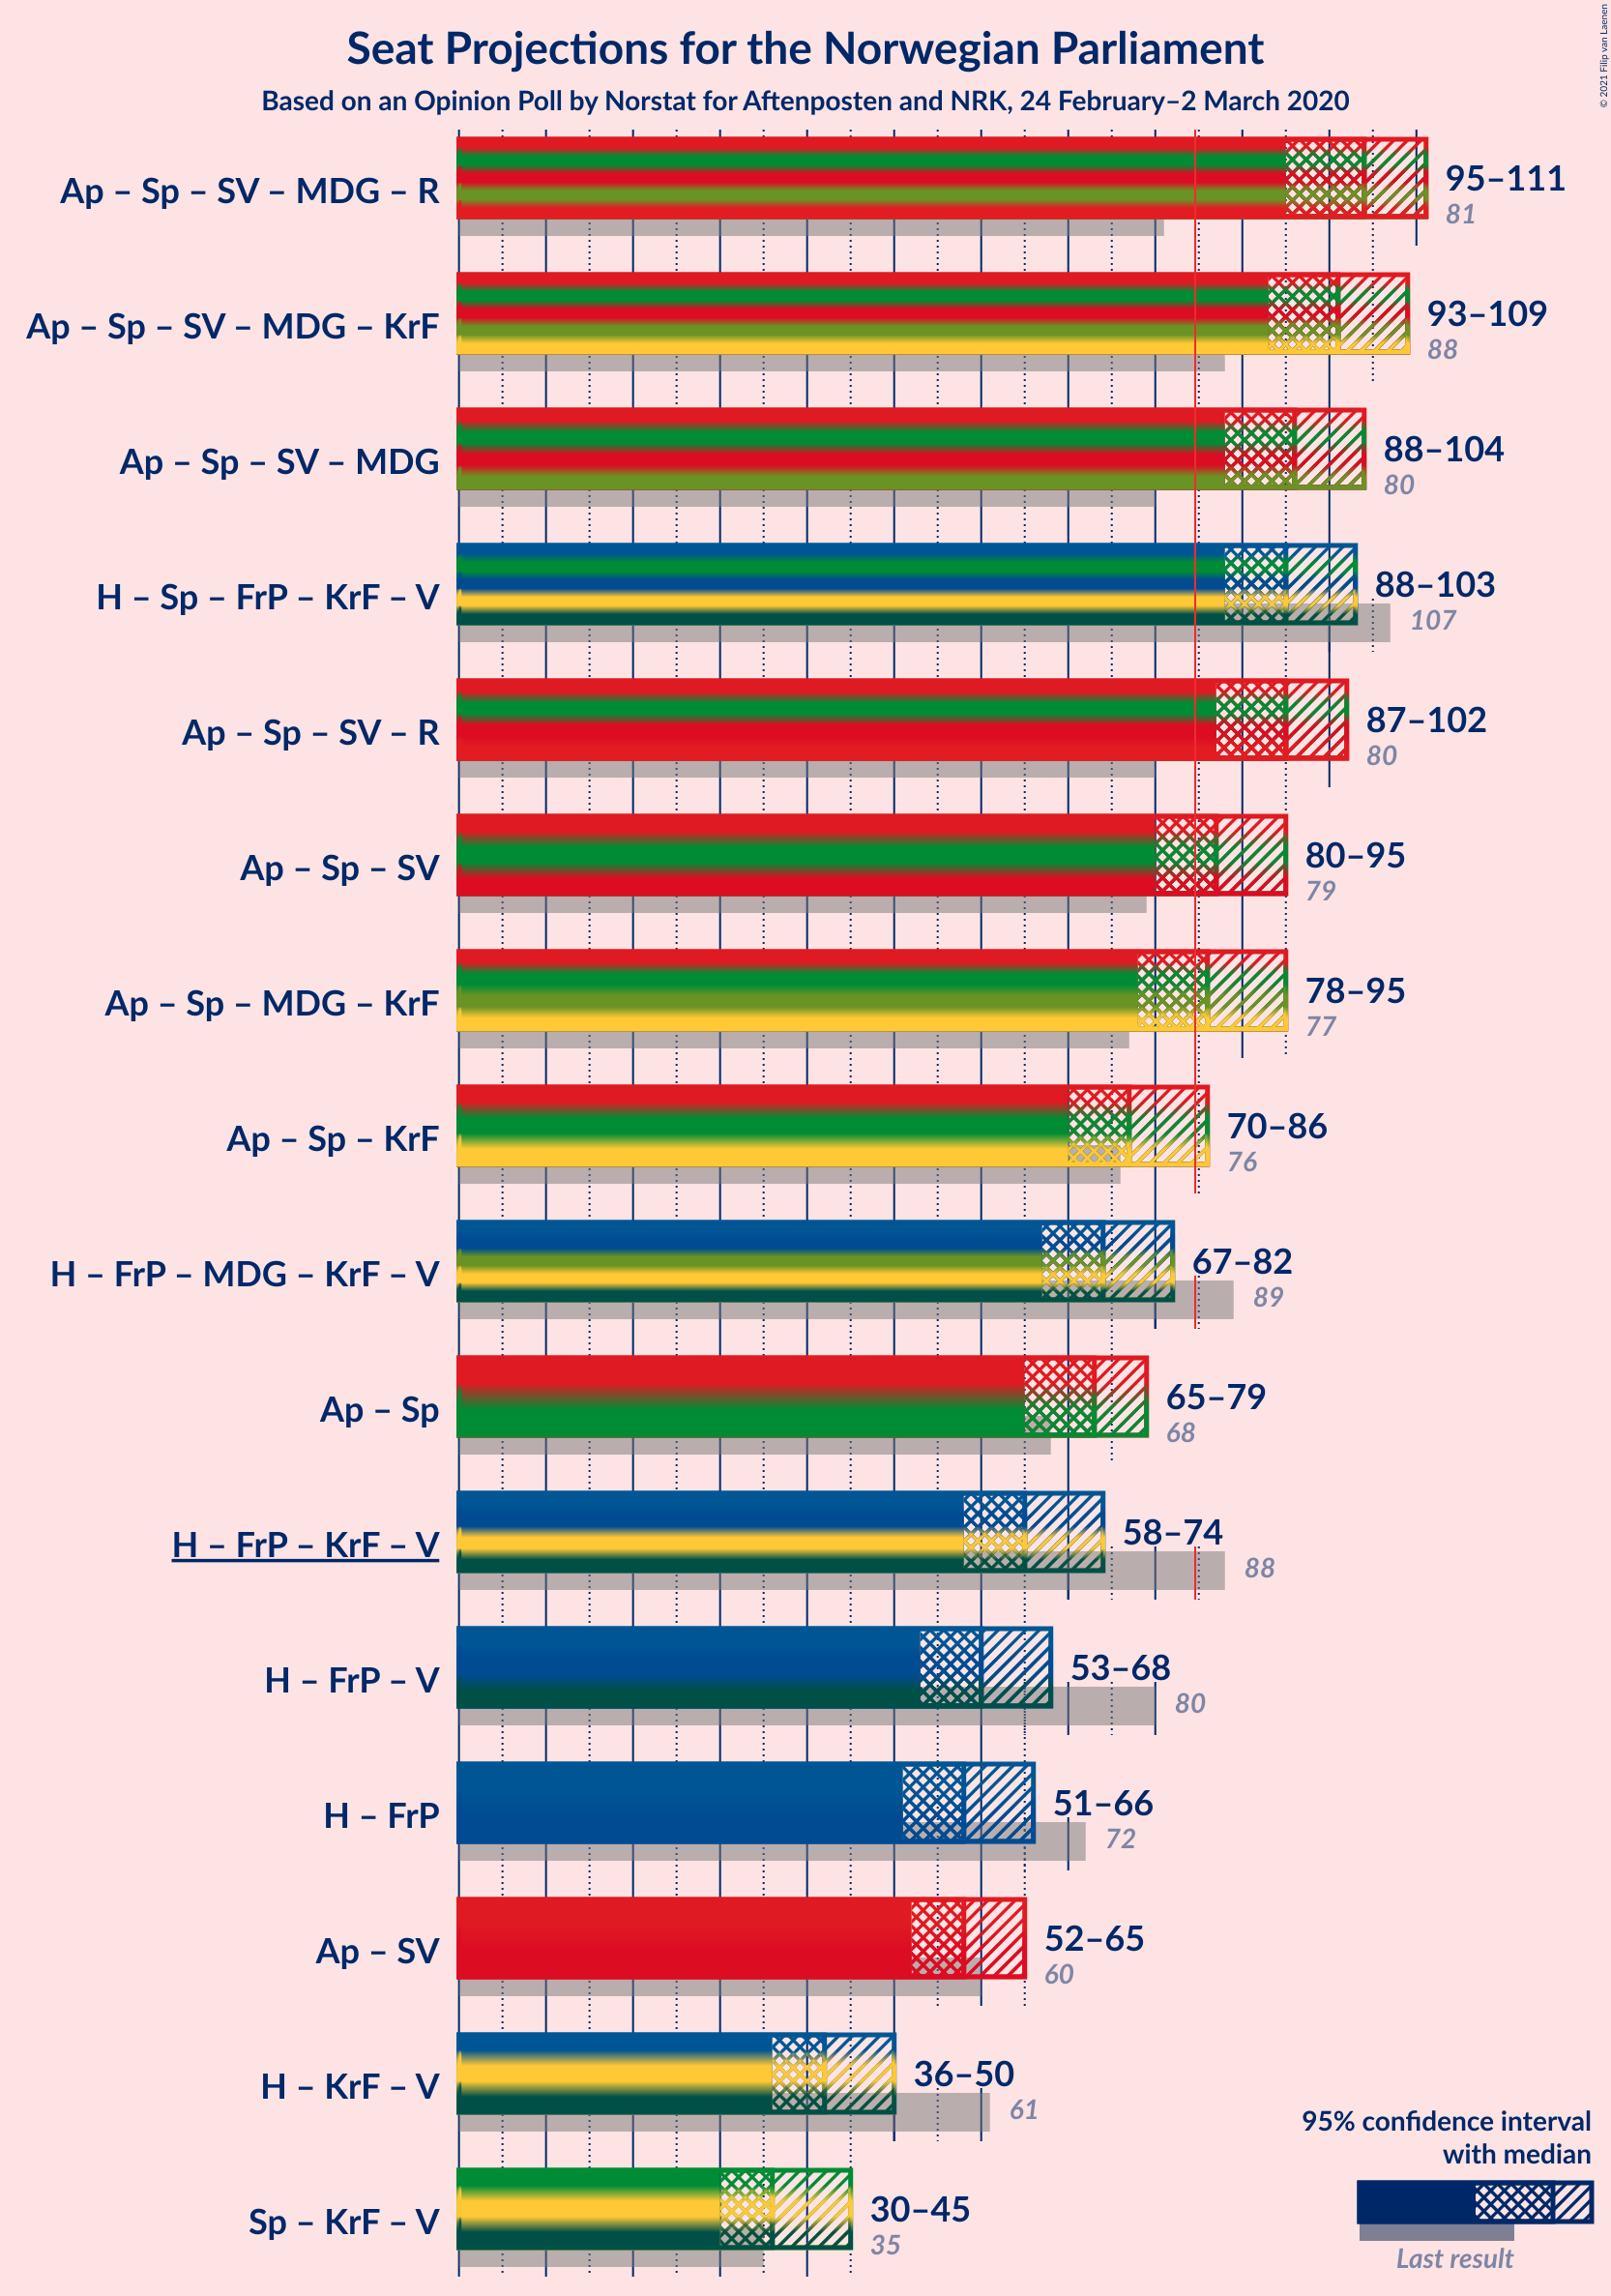 Seat Projections for the Norwegian Parliament
Based on an Opinion Poll by Norstat for Aftenposten and NRK, 24 February–2 March 2020
© 2021 Filip van Laenen
Ap – Sp – SV – MDG – R
95–111
81
Ap – Sp – SV – MDG – KrF
93–109
88
Ap – Sp – SV – MDG
88–104
80
H – Sp – FrP – KrF – V
88–103
107
Ap – Sp – SV – R
87–102
80
Ap – Sp – SV
80–95
79
Ap – Sp – MDG – KrF
78–95
77
Ap – Sp – KrF
70–86
76
H – FrP – MDG – KrF – V
67–82
89
Ap – Sp
65–79
68
H – FrP – KrF – V
58–74
88
H – FrP – V
53–68
80
H – FrP
51–66
72
Ap – SV
52–65
60
H – KrF – V
36–50
61
Sp – KrF – V
30–45
35
95% confidence interval
with median
Last result